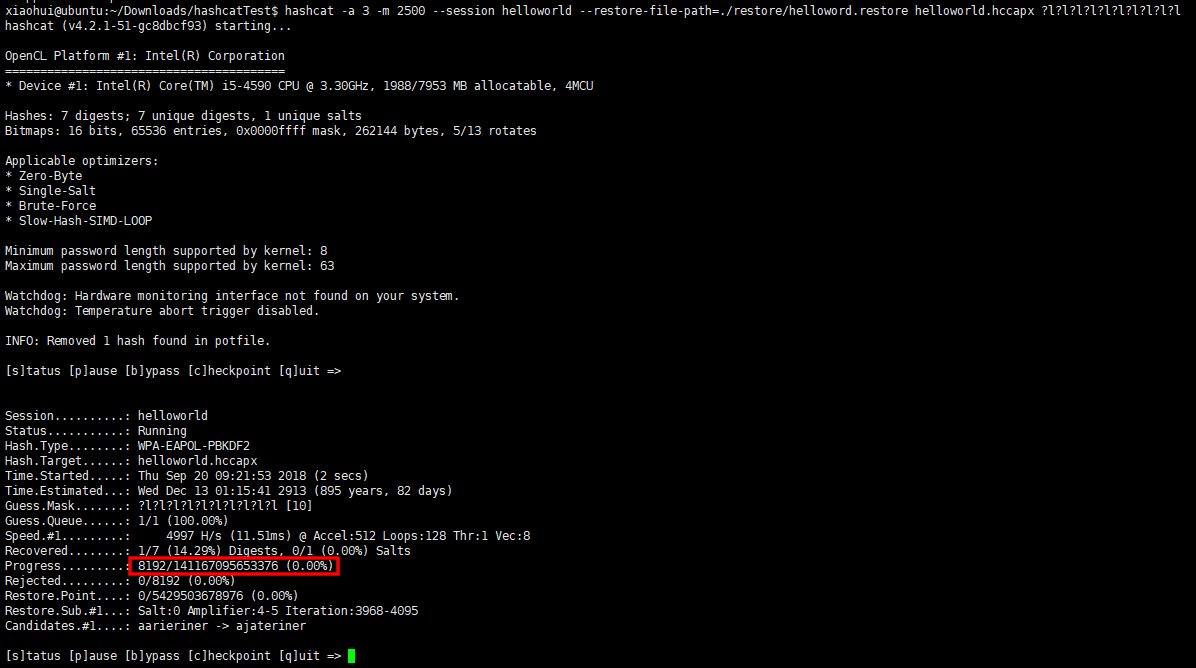 xiaohui@ubuntu:~/Downloads/hashcatTest$ hashcat -a 3 -m 2500 --session helloworld --restore-file-path=./restore/helloword.restore helloworld.hccapx ?l?l?l?l?l?l?l?l?l?l
hashcat (v4.2.1-51-gc8dbcf93) starting...
OpenCL Platform #1: Intel(R) Corporation
========================================
* Device #1: Intel(R) Core(TM) i5-4590 CPU @ 3.30GHz, 1988/7953 MB allocatable, 4MCU
Hashes: 7 digests; 7 unique digests, 1 unique salts
Bitmaps: 16 bits, 65536 entries, 0x0000ffff mask, 262144 bytes, 5/13 rotates
Applicable optimizers:
* Zero-Byte
* Single-Salt
* Brute-Force
* Slow-Hash-SIMD-LOOP
Minimum password length supported by kernel: 8
Maximum password length supported by kernel: 63
Watchdog: Hardware monitoring interface not found on your system.
Watchdog: Temperature abort trigger disabled.
INFO: Removed 1 hash found in potfile.
[s]tatus [p]ause [b]ypass [c]heckpoint [q]uit =>
Session..........: helloworld
Status...........: Running
Hash.Type........: WPA-EAPOL-PBKDF2
Hash.Target......: helloworld.hccapx
Time.Started.....: Thu Sep 20 09:21:53 2018 (2 secs)
Time.Estimated...: Wed Dec 13 01:15:41 2913 (895 years, 82 days)
Guess.Mask.......: ?l?l?l?l?l?l?l?l?l?l [10]
Guess.Queue......: 1/1 (100.00%)
Speed.#1.........:     4997 H/s (11.51ms) @ Accel:512 Loops:128 Thr:1 Vec:8
Recovered........: 1/7 (14.29%) Digests, 0/1 (0.00%) Salts
Progress.........: 8192/141167095653376 (0.00%)
Rejected.........: 0/8192 (0.00%)
Restore.Point....: 0/5429503678976 (0.00%)
Restore.Sub.#1...: Salt:0 Amplifier:4-5 Iteration:3968-4095
Candidates.#1....: aarieriner -> ajateriner
[s]tatus [p]ause [b]ypass [c]heckpoint [q]uit =>